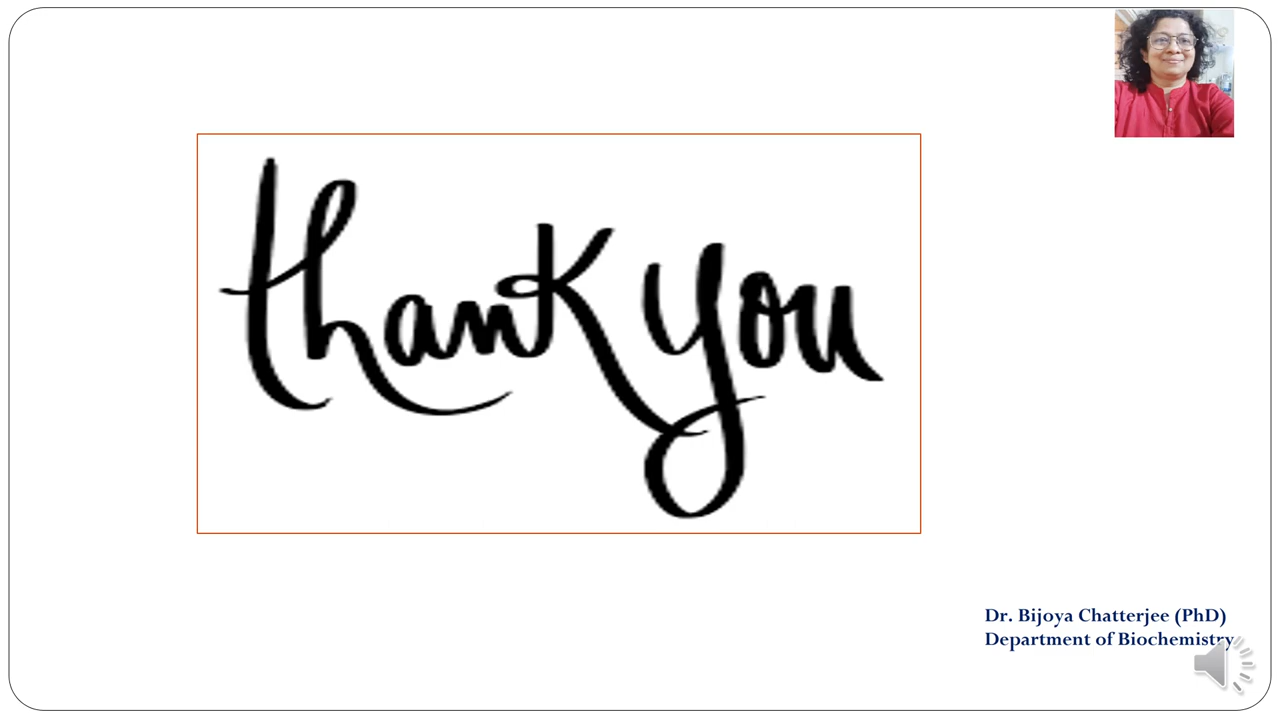 thank you
Dr. Bijoya Chatterjee (PhD)
Department of Biochemistry